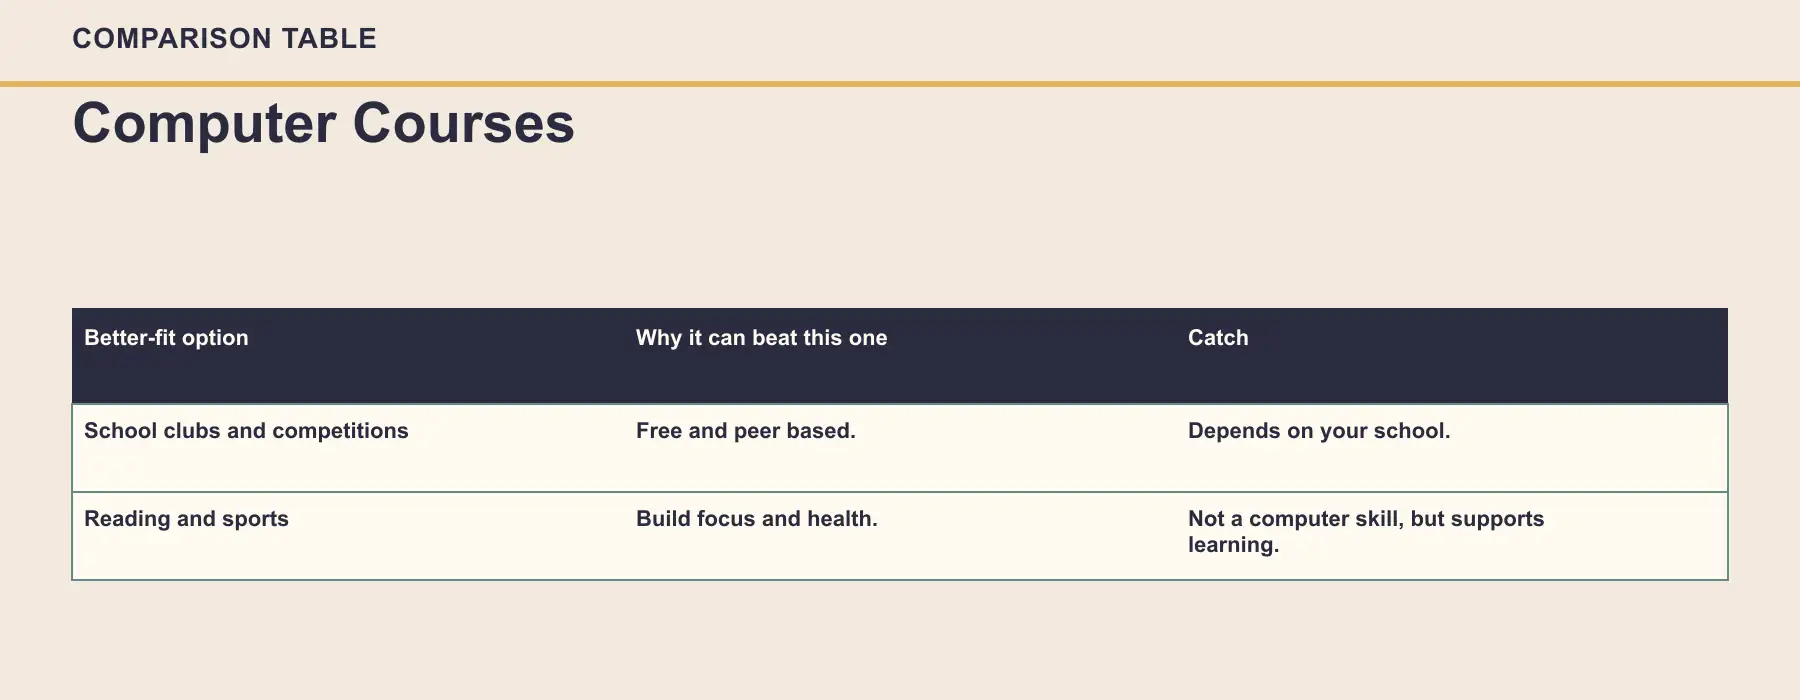 COMPARISON TABLE
Computer Courses
Better-fit option
Why it can beat this one
Catch
School clubs and competitions
Free and peer based.
Depends on your school.
Reading and sports
Build focus and health.
Not a computer skill, but supports
learning.